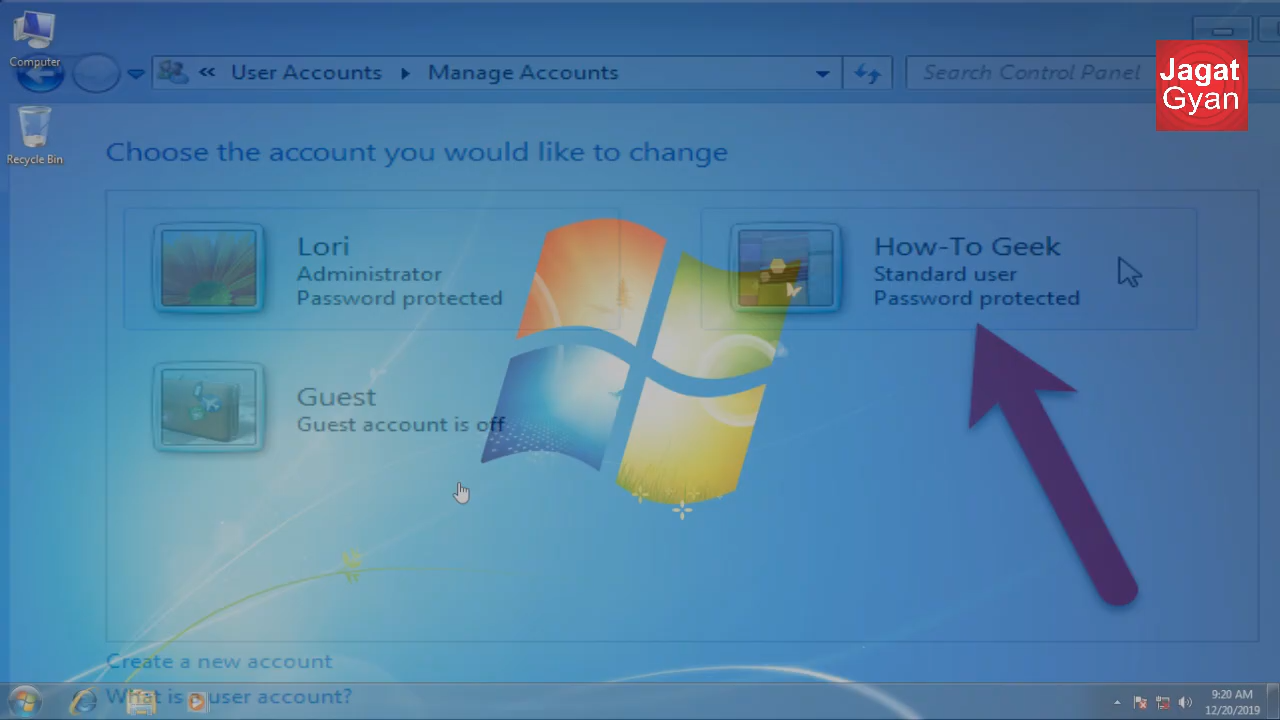 Computer
Recycle Bin
« User Accounts ▸ Manage Accounts
Search Control Panel
Jagat
Gyan
Choose the account you would like to change
Lori
Administrator
Password protected
How-To Geek
Standard user
Password protected
Guest
Guest account is off
Create a new account
What is a user account?
9:20 AM
12/20/2019